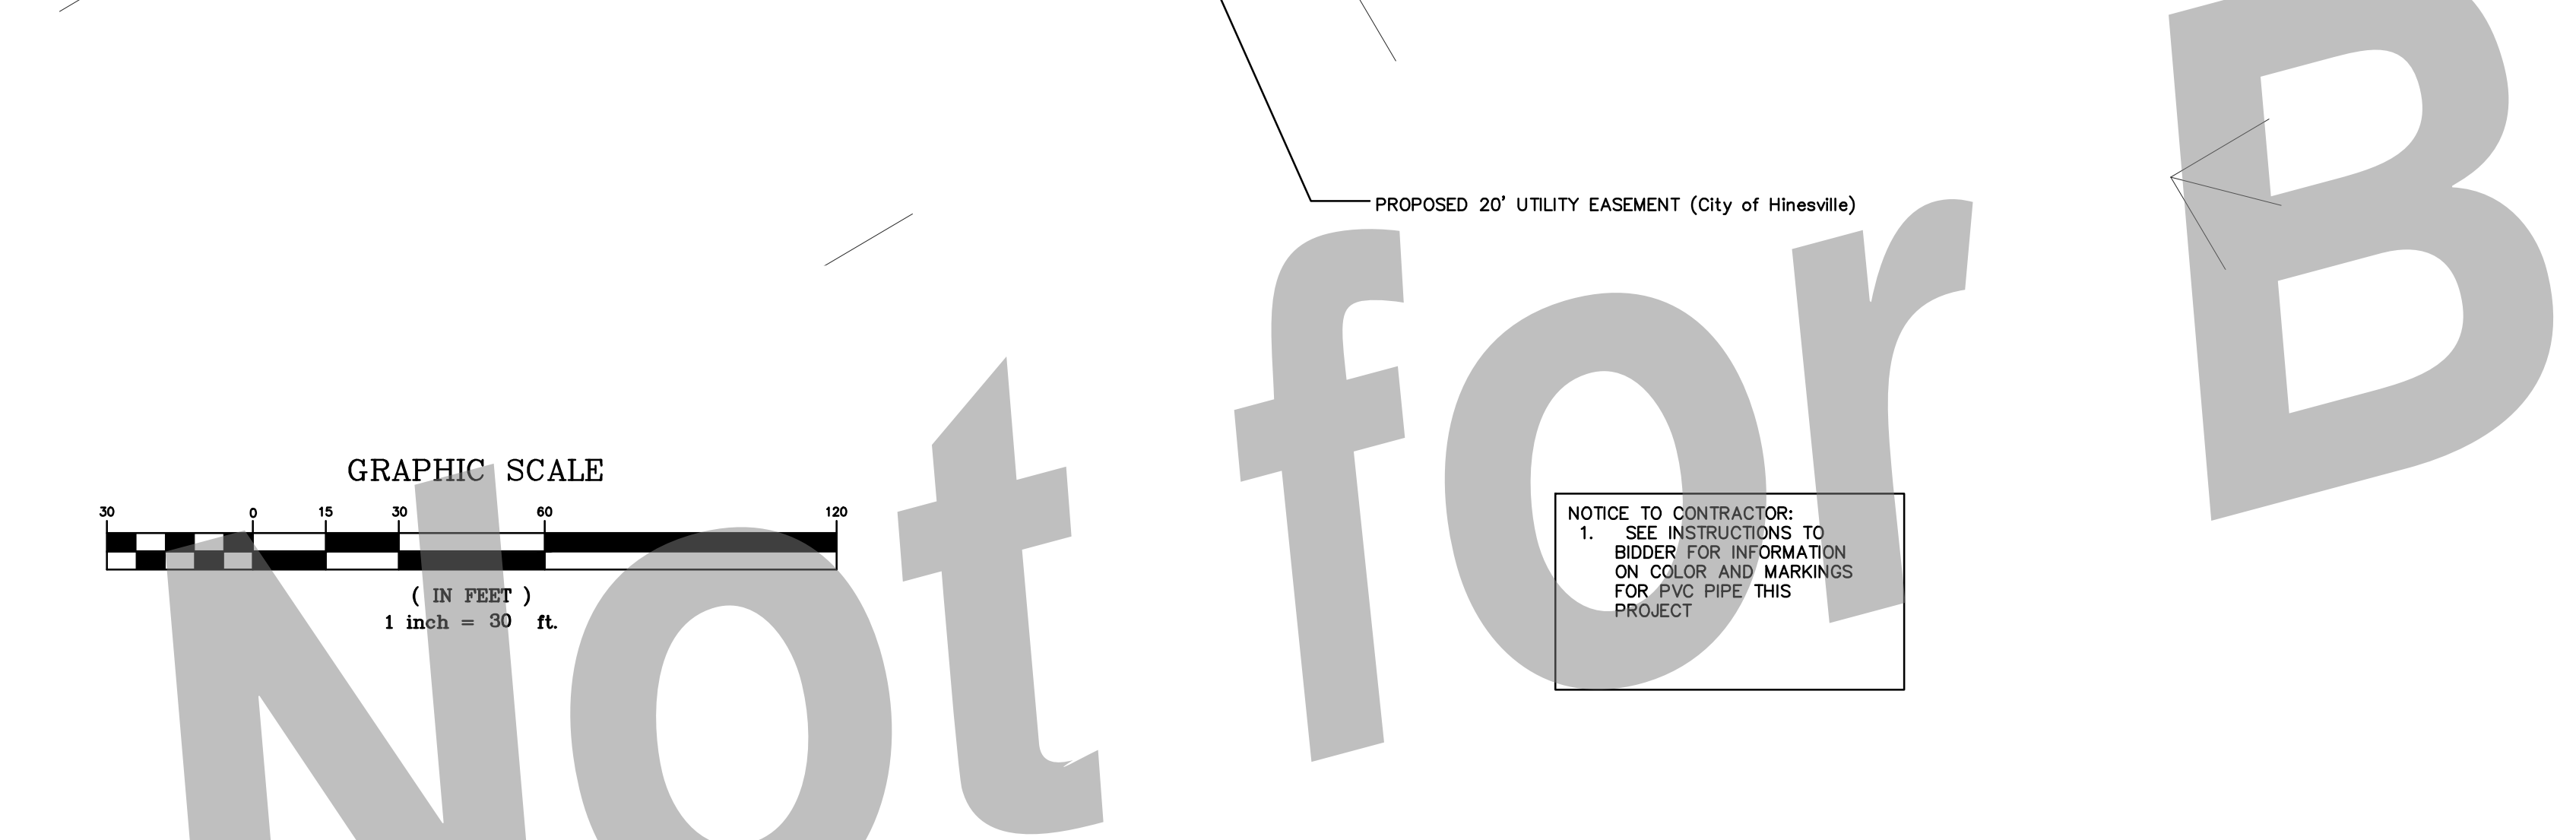 PROPOSED 20' UTILITY EASEMENT (City of Hinesville)
GRAPHIC SCALE
30 0 15 30 60 120
( IN FEET )
1 inch = 30 ft.
NOTICE TO CONTRACTOR:
1. SEE INSTRUCTIONS TO
BIDDER FOR INFORMATION
ON COLOR AND MARKINGS
FOR PVC PIPE THIS
PROJECT
Not for B